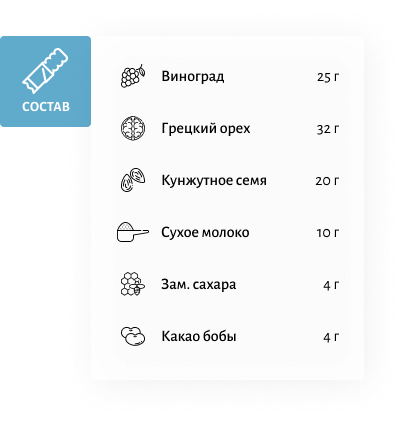 СОСТАВ
Виноград 25 г
Грецкий орех 32 г
Кунжутное семя 20 г
Сухое молоко 10 г
Зам. сахара 4 г
Какао бобы 4 г